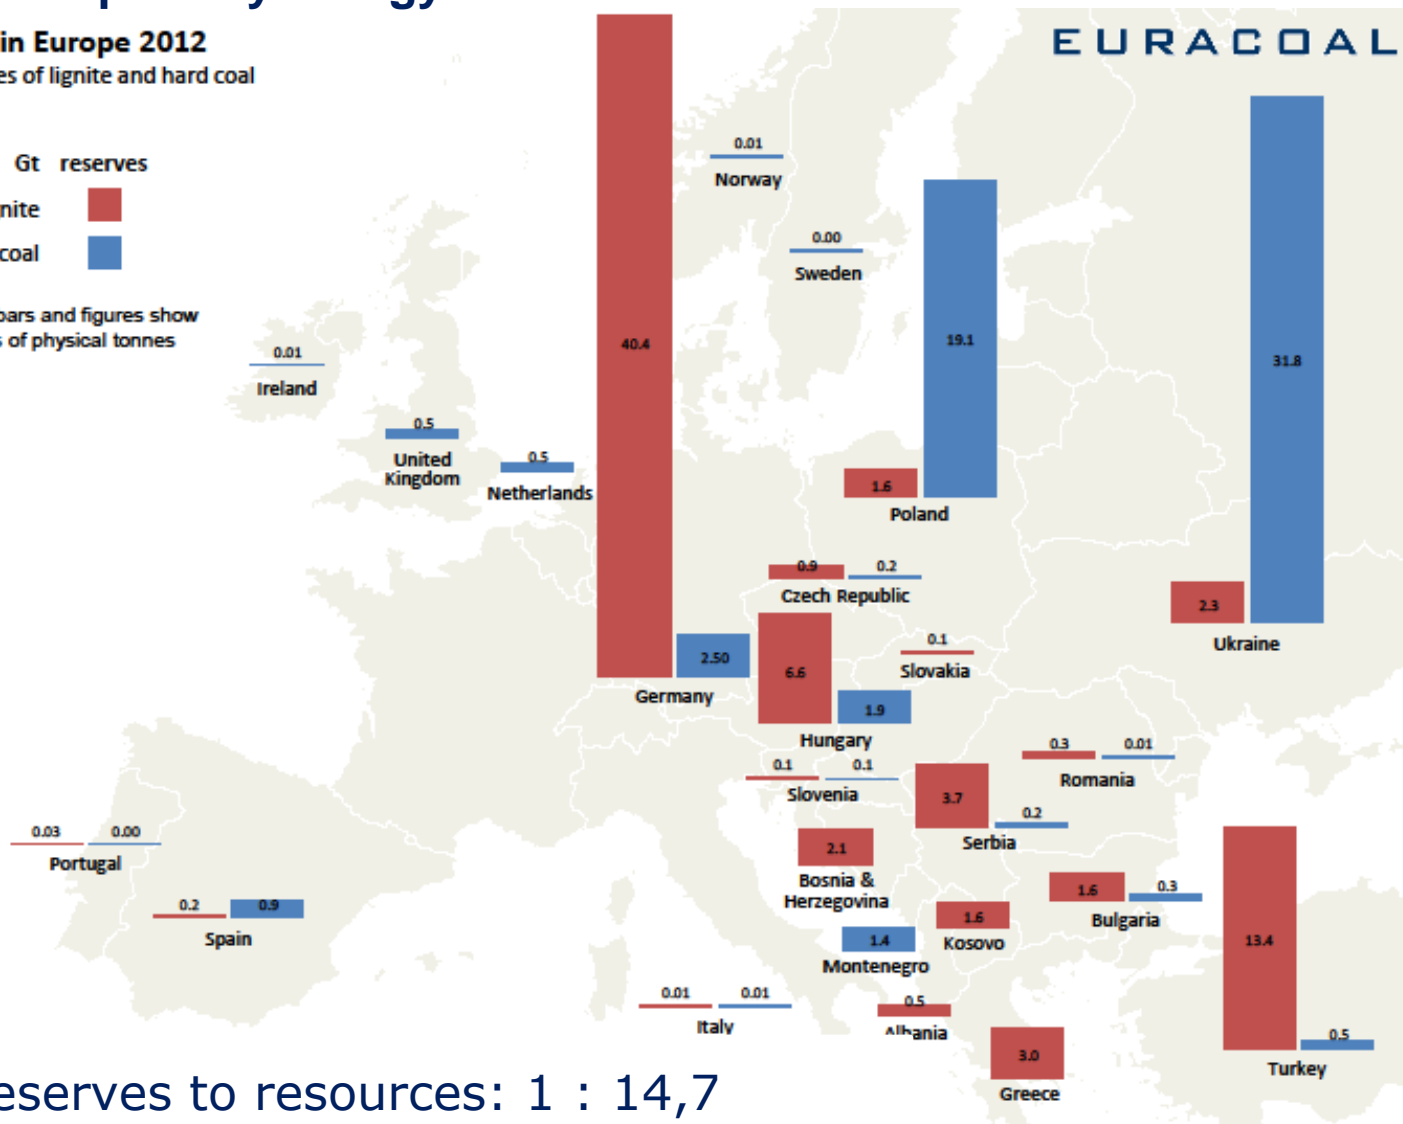 in Europe 2012
es of lignite and hard coal
EURACOAL
Gt reserves
nite
coal
bars and figures show
s of physical tonnes
0.01
Norway
0.00
Sweden
0.01
Ireland
0.5
United
Kingdom
0.5
Netherlands
40.4
2.50
Germany
1.6
19.1
Poland
31.8
2.3
Ukraine
0.9
0.2
Czech Republic
0.1
Slovakia
6.6
1.9
Hungary
0.1
0.1
Slovenia
0.3
0.01
Romania
3.7
0.2
Serbia
0.03
0.00
Portugal
0.2
0.9
Spain
2.1
Bosnia &
Herzegovina
1.6
Kosovo
1.6
0.3
Bulgaria
1.4
Montenegro
13.4
0.5
Turkey
0.01
0.01
Italy
0.5
Albania
3.0
Greece
eserves to resources: 1 : 14,7